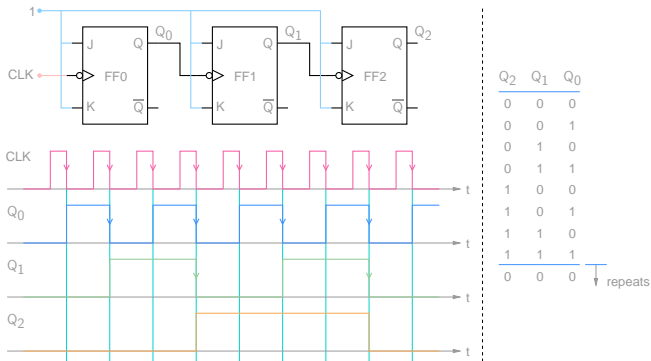 1
Q0 Q1 Q2
J Q J Q J Q
CLK FF0 FF1 FF2
K Q̅ K Q̅ K Q̅
CLK
t
Q0
t
Q1
t
Q2
t
Q2 Q1 Q0
0 0 0
0 0 1
0 1 0
0 1 1
1 0 0
1 0 1
1 1 0
1 1 1
0 0 0
repeats